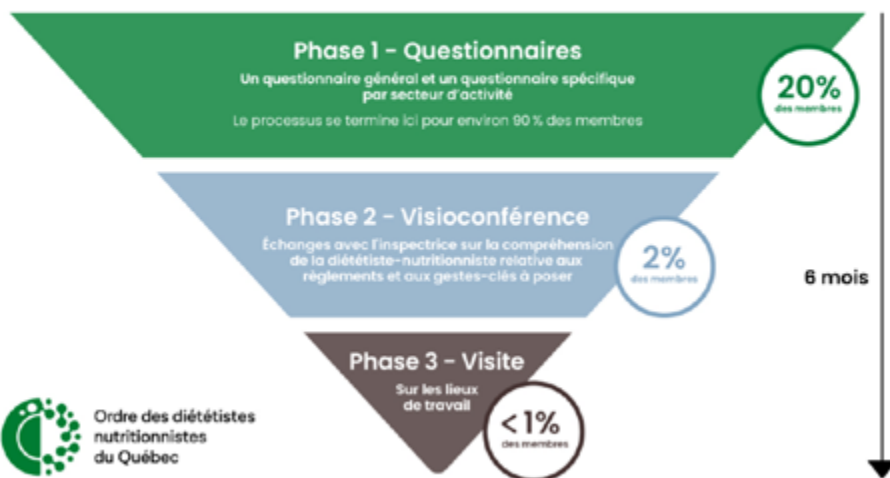 Phase 1 - Questionnaires
Un questionnaire général et un questionnaire spécifique
par secteur d'activité
Le processus se termine ici pour environ 90 % des membres
20%
des membres
Phase 2 - Visioconférence
Échanges avec l'inspectrice sur la compréhension
de la diététiste-nutritionniste relative aux
règlements et aux gestes-clés à poser
2%
des membres
6 mois
Phase 3 - Visite
Sur les lieux
de travail
<1%
des membres
Ordre des diététistes
nutritionnistes
du Québec